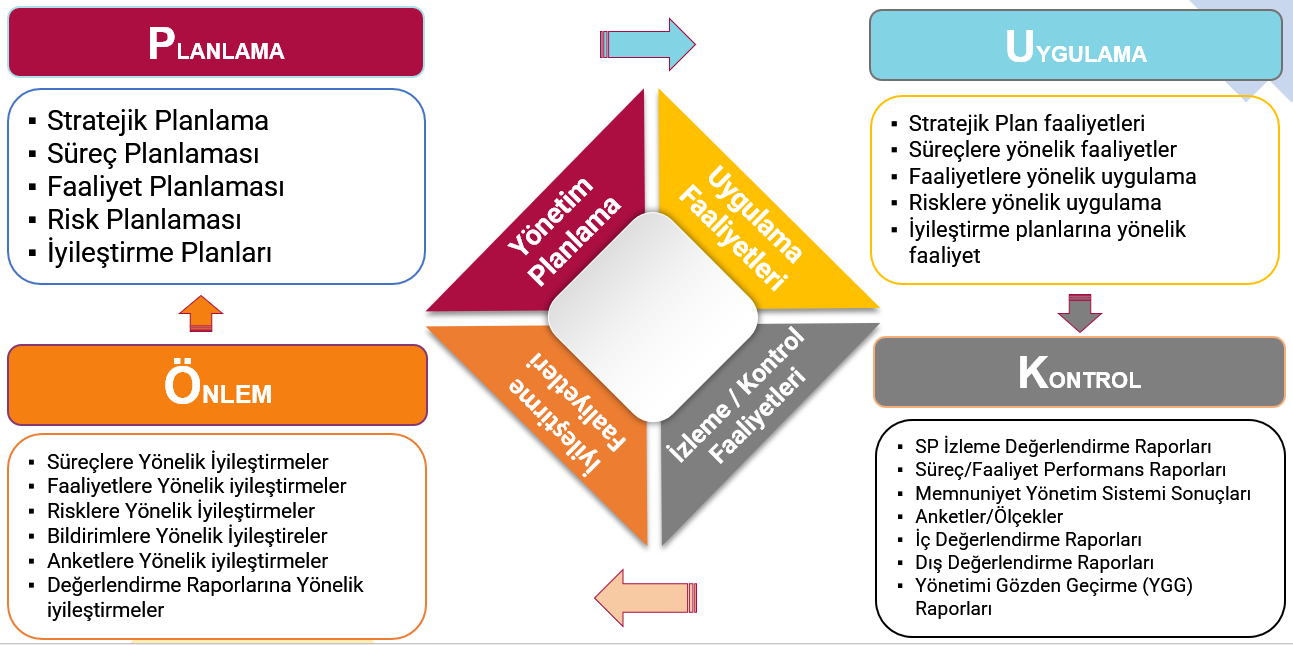 PLANLAMA
▪ Stratejik Planlama
▪ Süreç Planlaması
▪ Faaliyet Planlaması
▪ Risk Planlaması
▪ İyileştirme Planları
UYGULAMA
▪ Stratejik Plan faaliyetleri
▪ Süreçlere yönelik faaliyetler
▪ Faaliyetlere yönelik uygulama
▪ Risklere yönelik uygulama
▪ İyileştirme planlarına yönelik
faaliyet
Yönetim
Planlama
Uygulama
Faaliyetleri
İyileştirme
Faaliyetleri
İzleme / Kontrol
Faaliyetleri
ÖNLEM
▪ Süreçlere Yönelik İyileştirmeler
▪ Faaliyetlere Yönelik iyileştirmeler
▪ Risklere Yönelik İyileştirmeler
▪ Bildirimlere Yönelik İyileştireler
▪ Anketlere Yönelik iyileştirmeler
▪ Değerlendirme Raporlarına Yönelik
iyileştirmeler
KONTROL
▪ SP İzleme Değerlendirme Raporları
▪ Süreç/Faaliyet Performans Raporları
▪ Memnuniyet Yönetim Sistemi Sonuçları
▪ Anketler/Ölçekler
▪ İç Değerlendirme Raporları
▪ Dış Değerlendirme Raporları
▪ Yönetimi Gözden Geçirme (YGG)
Raporları